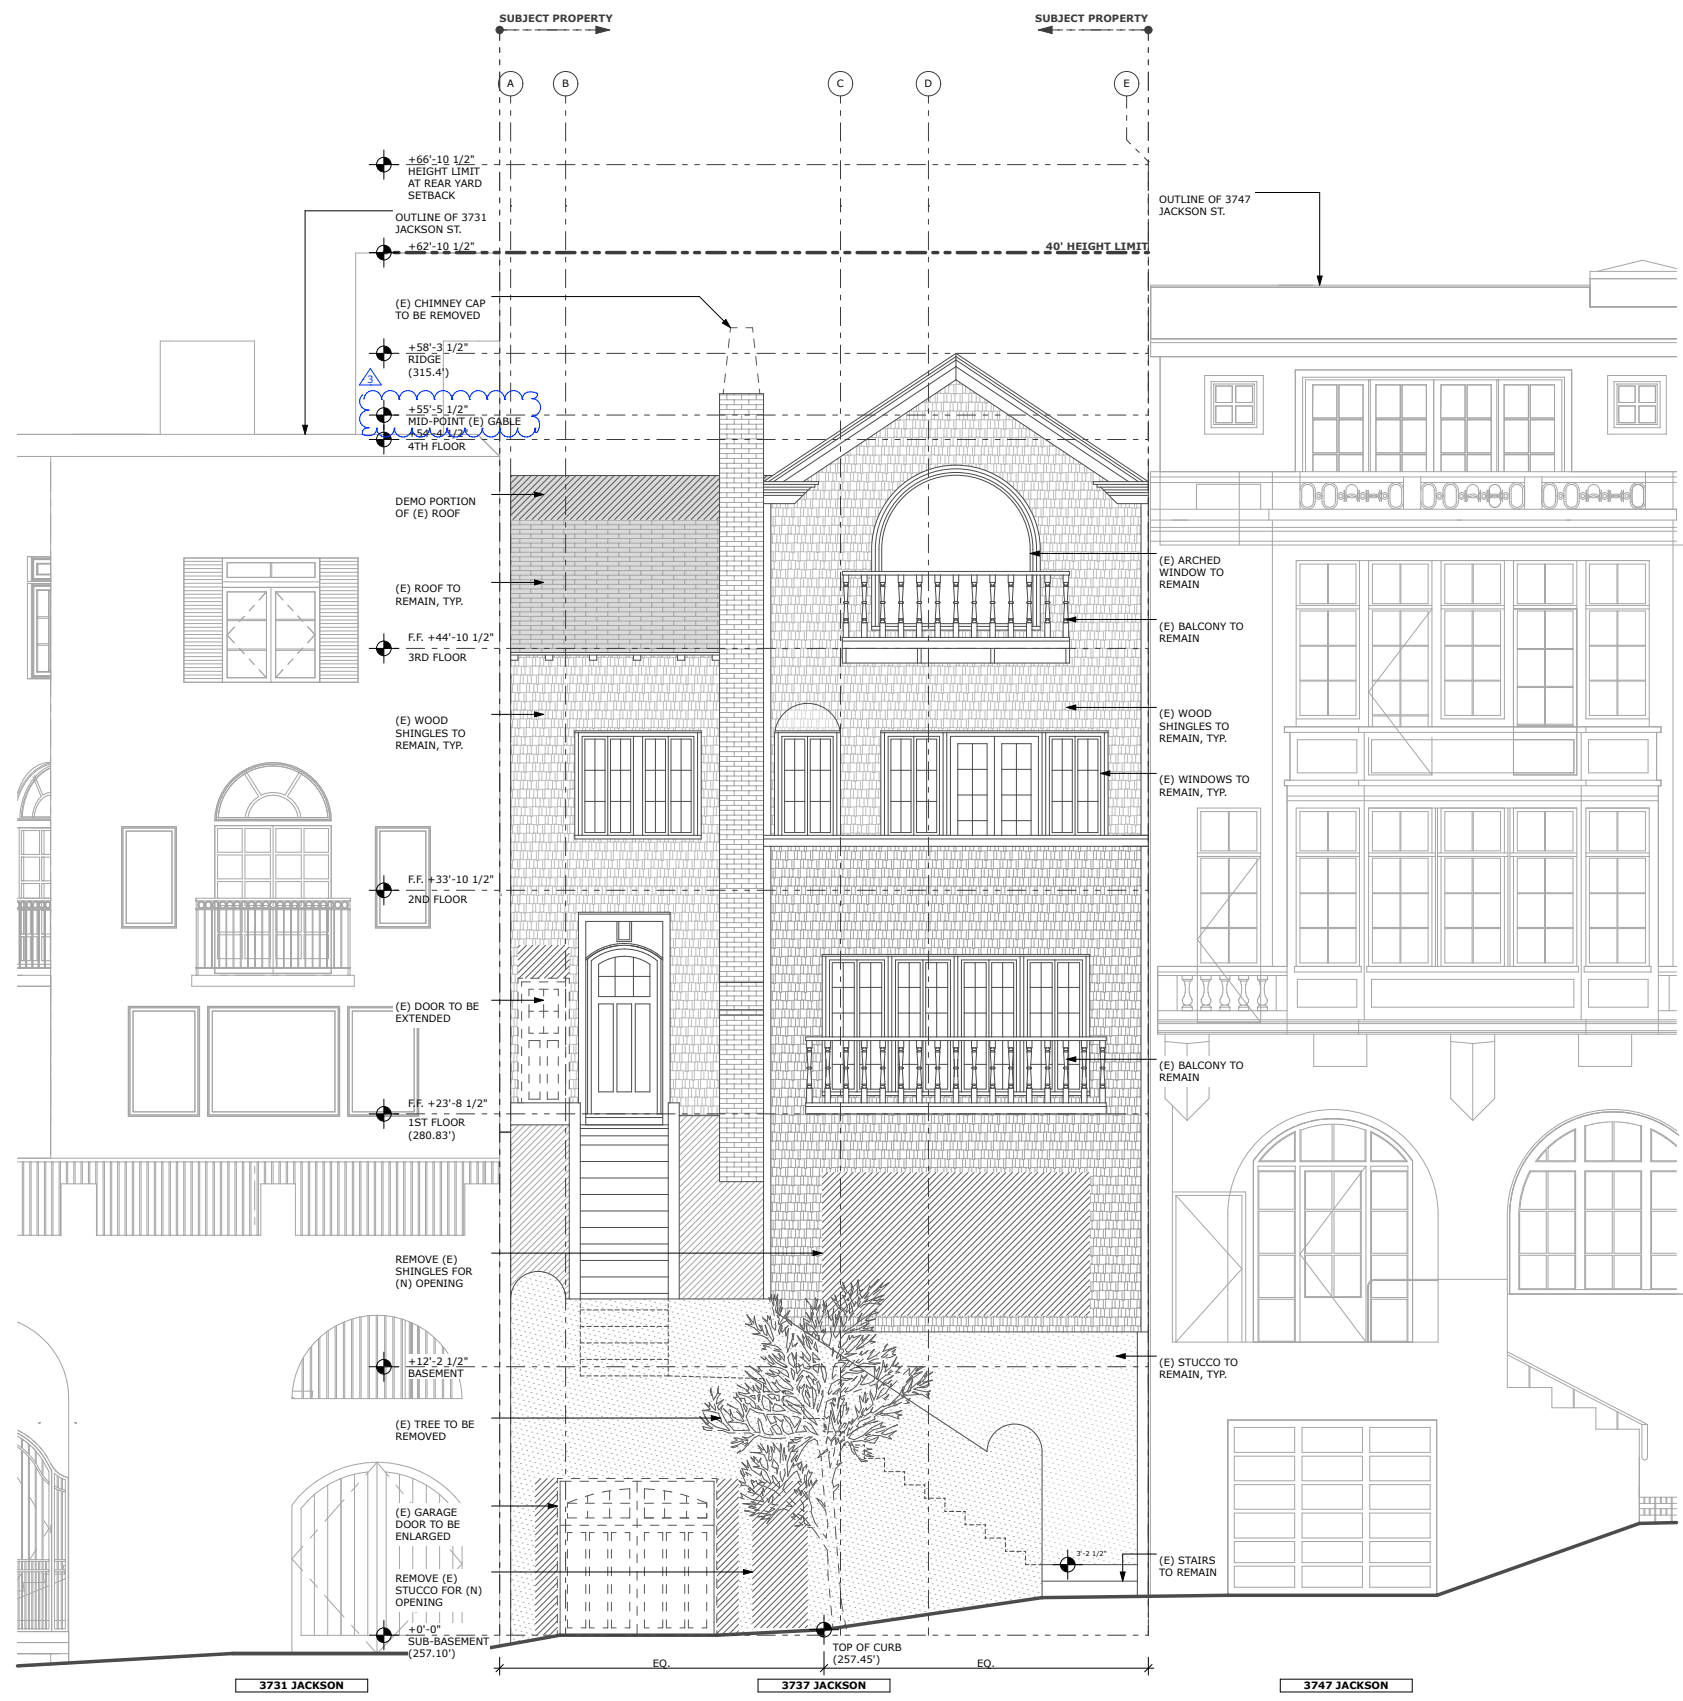 SUBJECT PROPERTY
SUBJECT PROPERTY
A
B
C
D
E
+66'-10 1/2"
HEIGHT LIMIT
AT REAR YARD
SETBACK
OUTLINE OF 3731
JACKSON ST.
OUTLINE OF 3747
JACKSON ST.
+62'-10 1/2"
40' HEIGHT LIMIT
(E) CHIMNEY CAP
TO BE REMOVED
+58'-3 1/2"
RIDGE
(315.4')
3
+55'-5 1/2"
MID-POINT (E) GABLE
+54'-4 1/2"
4TH FLOOR
DEMO PORTION
OF (E) ROOF
(E) ARCHED
WINDOW TO
REMAIN
(E) ROOF TO
REMAIN, TYP.
(E) BALCONY TO
REMAIN
F.F. +44'-10 1/2"
3RD FLOOR
(E) WOOD
SHINGLES TO
REMAIN, TYP.
(E) WOOD
SHINGLES TO
REMAIN, TYP.
(E) WINDOWS TO
REMAIN, TYP.
F.F. +33'-10 1/2"
2ND FLOOR
(E) DOOR TO BE
EXTENDED
(E) BALCONY TO
REMAIN
F.F. +23'-8 1/2"
1ST FLOOR
(280.83')
REMOVE (E)
SHINGLES FOR
(N) OPENING
+12'-2 1/2"
BASEMENT
(E) STUCCO TO
REMAIN, TYP.
(E) TREE TO BE
REMOVED
(E) GARAGE
DOOR TO BE
ENLARGED
3'-2 1/2"
(E) STAIRS
TO REMAIN
REMOVE (E)
STUCCO FOR (N)
OPENING
+0'-0"
SUB-BASEMENT
(257.10')
TOP OF CURB
(257.45')
EQ.
EQ.
3731 JACKSON
3737 JACKSON
3747 JACKSON